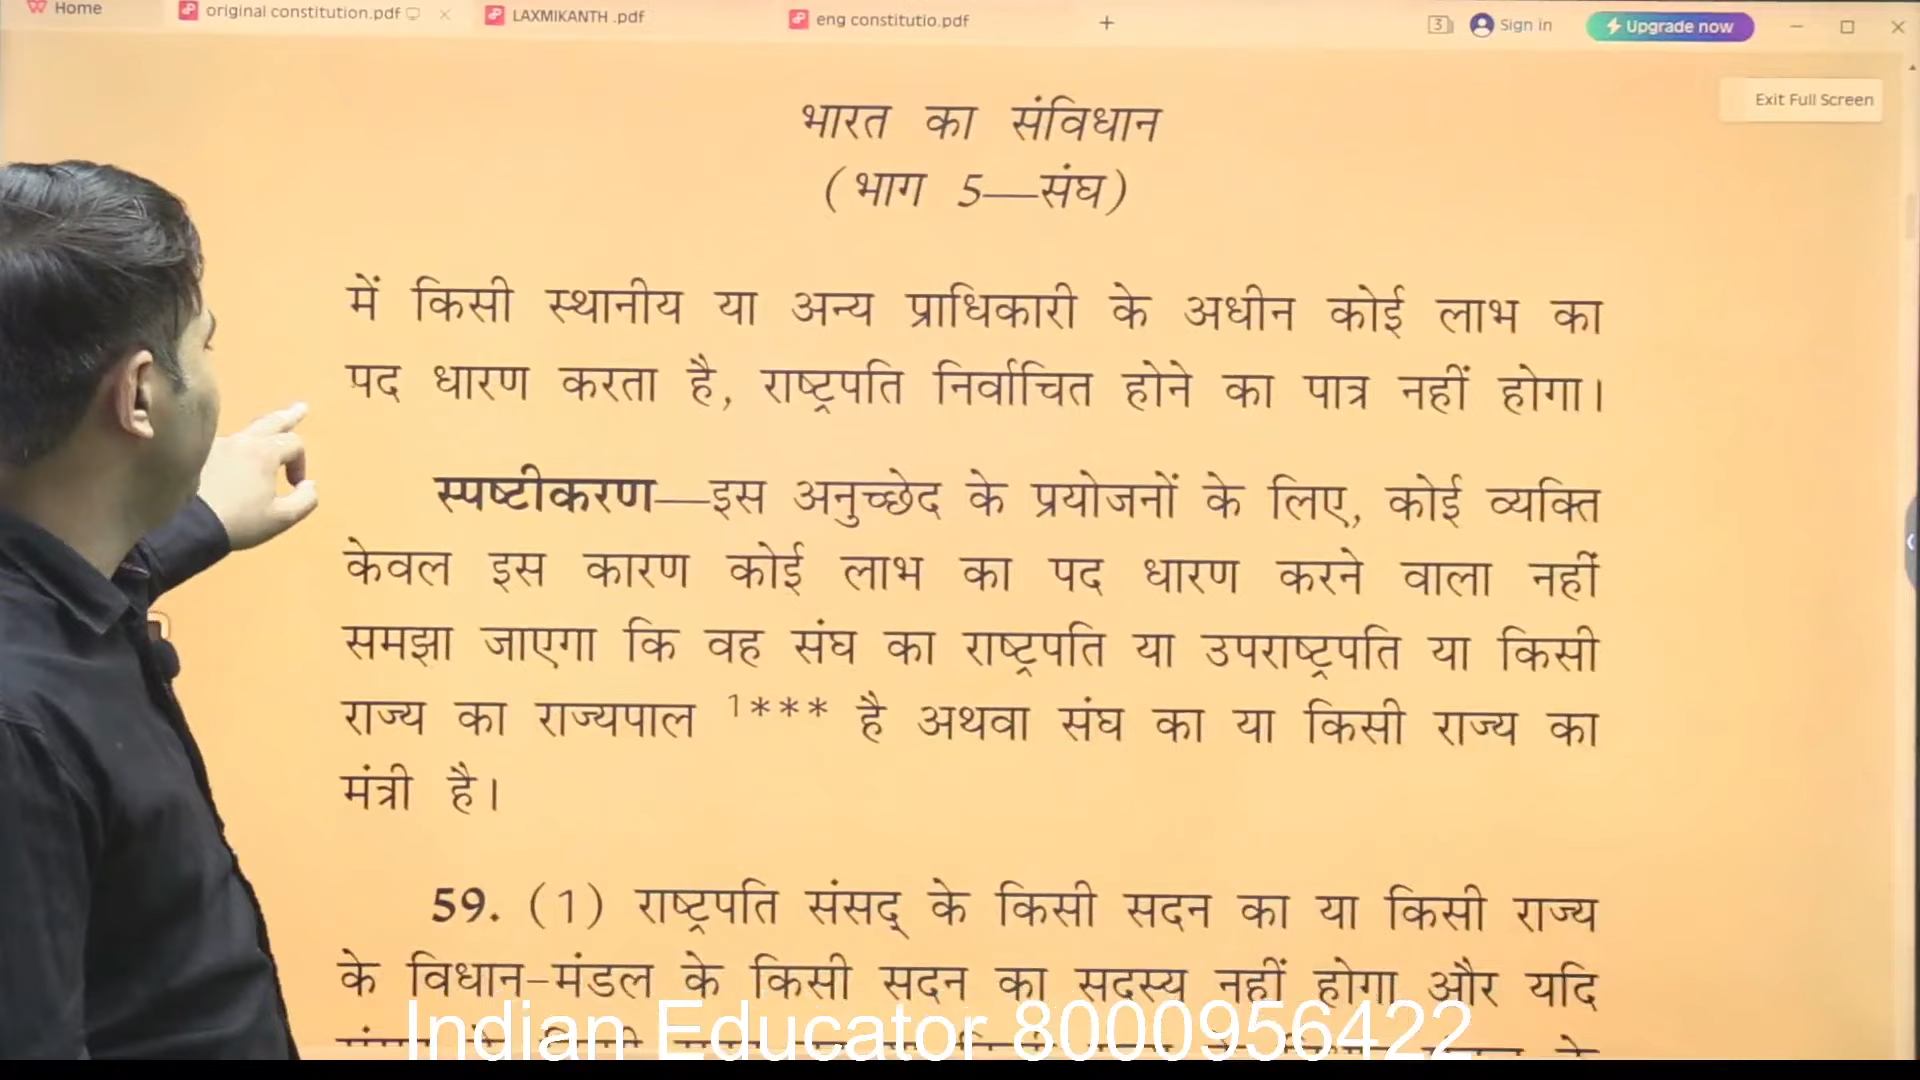 Home
original constitution.pdf
LAXMIKANTH .pdf
eng constitutio.pdf
3
Sign in
Upgrade now
Exit Full Screen
भारत का संविधान
(भाग 5—संघ)
में किसी स्थानीय या अन्य प्राधिकारी के अधीन कोई लाभ का
पद धारण करता है, राष्ट्रपति निर्वाचित होने का पात्र नहीं होगा।
स्पष्टीकरण—इस अनुच्छेद के प्रयोजनों के लिए, कोई व्यक्ति
केवल इस कारण कोई लाभ का पद धारण करने वाला नहीं
समझा जाएगा कि वह संघ का राष्ट्रपति या उपराष्ट्रपति या किसी
राज्य का राज्यपाल 1*** है अथवा संघ का या किसी राज्य का
मंत्री है।
59. (1) राष्ट्रपति संसद् के किसी सदन का या किसी राज्य
के विधान-मंडल के किसी सदन का सदस्य नहीं होगा और यदि
Indian Educator 8000956422